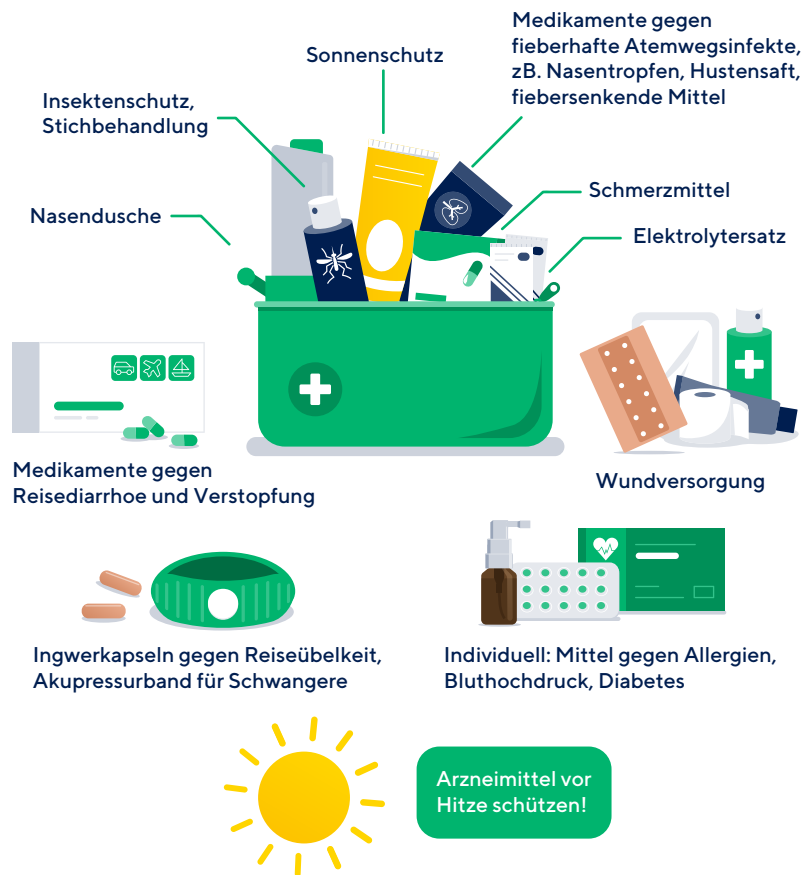 Medikamente gegen
fieberhafte Atemwegsinfekte,
zB. Nasentropfen, Hustensaft,
fiebersenkende Mittel
Sonnenschutz
Insektenschutz,
Stichbehandlung
Schmerzmittel
Nasendusche
Elektrolytersatz
Medikamente gegen
Reisediarrhoe und Verstopfung
Wundversorgung
Ingwerkapseln gegen Reiseübelkeit,
Akupressurband für Schwangere
Individuell: Mittel gegen Allergien,
Bluthochdruck, Diabetes
Arzneimittel vor
Hitze schützen!